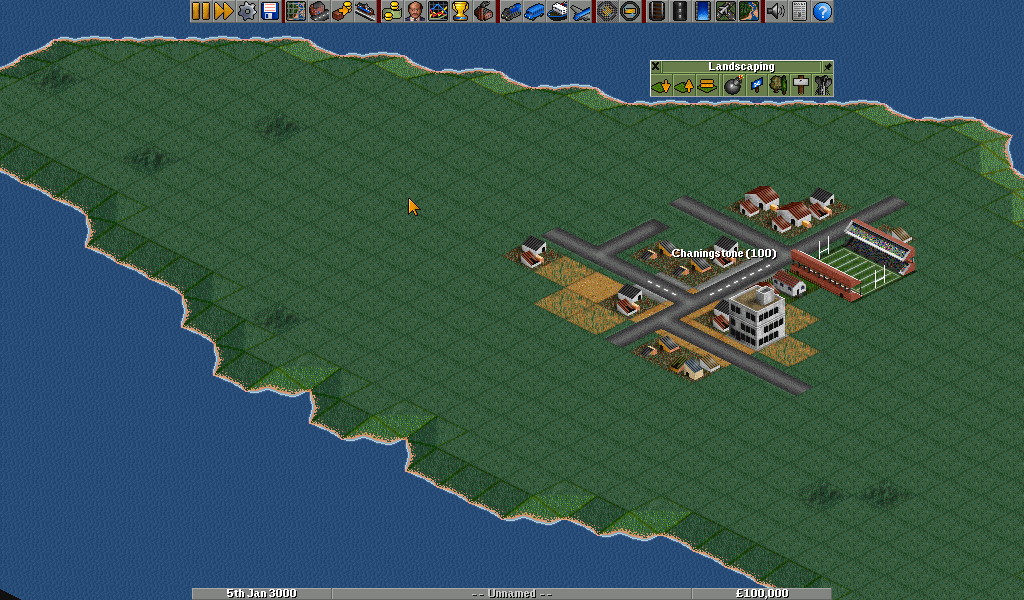 Landscaping
Chaningstone (100)
5th Jan 3000
-- Unnamed --
£100,000